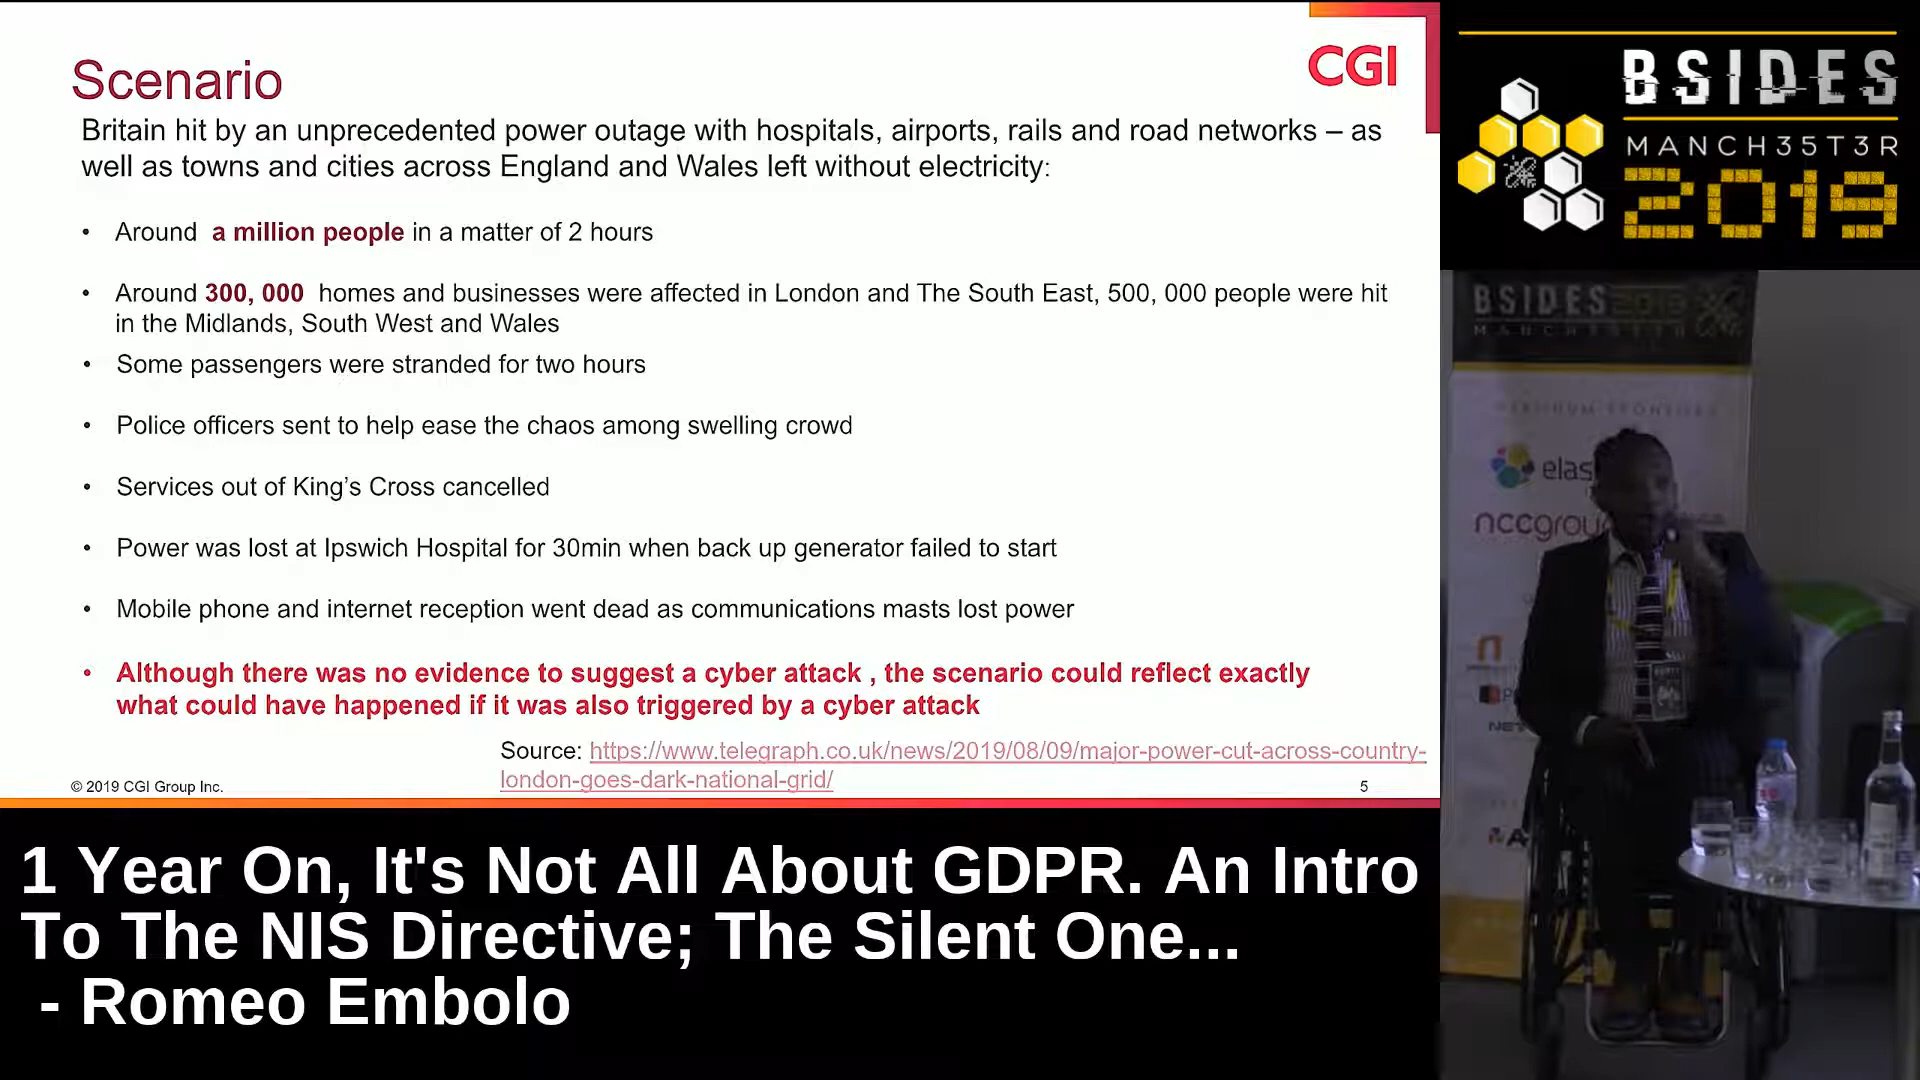 Scenario
CGI
Britain hit by an unprecedented power outage with hospitals, airports, rails and road networks – as
well as towns and cities across England and Wales left without electricity:
• Around a million people in a matter of 2 hours
• Around 300, 000 homes and businesses were affected in London and The South East, 500, 000 people were hit
in the Midlands, South West and Wales
• Some passengers were stranded for two hours
• Police officers sent to help ease the chaos among swelling crowd
• Services out of King's Cross cancelled
• Power was lost at Ipswich Hospital for 30min when back up generator failed to start
• Mobile phone and internet reception went dead as communications masts lost power
• Although there was no evidence to suggest a cyber attack , the scenario could reflect exactly
what could have happened if it was also triggered by a cyber attack
Source: https://www.telegraph.co.uk/news/2019/08/09/major-power-cut-across-country-
london-goes-dark-national-grid/
© 2019 CGI Group Inc.
5
1 Year On, It's Not All About GDPR. An Intro
To The NIS Directive; The Silent One...
- Romeo Embolo
BSIDES
MANCH35T3R
2019
BSIDES 2019
MANCH35T3R
PLATINUM SPONSORS
elas
nccgrou
NET